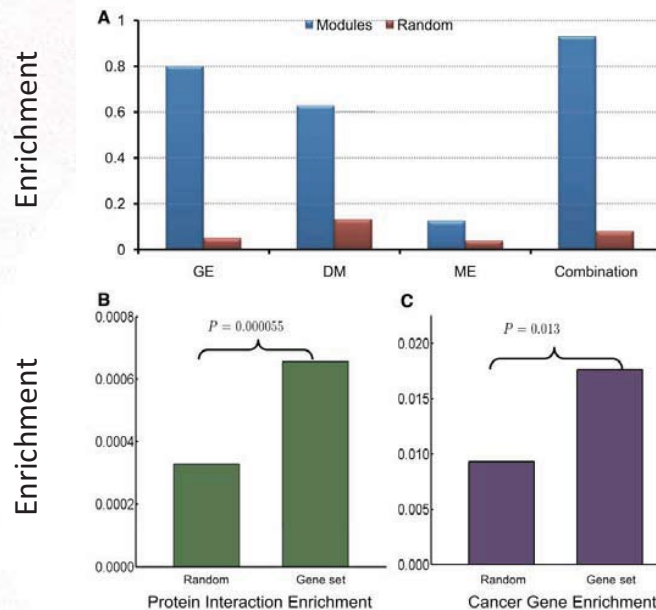 A
Modules Random
Enrichment
1
0.8
0.6
0.4
0.2
0
GE DM ME Combination
B
P = 0.000055
Enrichment
0.0008
0.0006
0.0004
0.0002
0.0000
Random Gene set
Protein Interaction Enrichment
C
P = 0.013
0.020
0.015
0.010
0.005
0.000
Random Gene set
Cancer Gene Enrichment